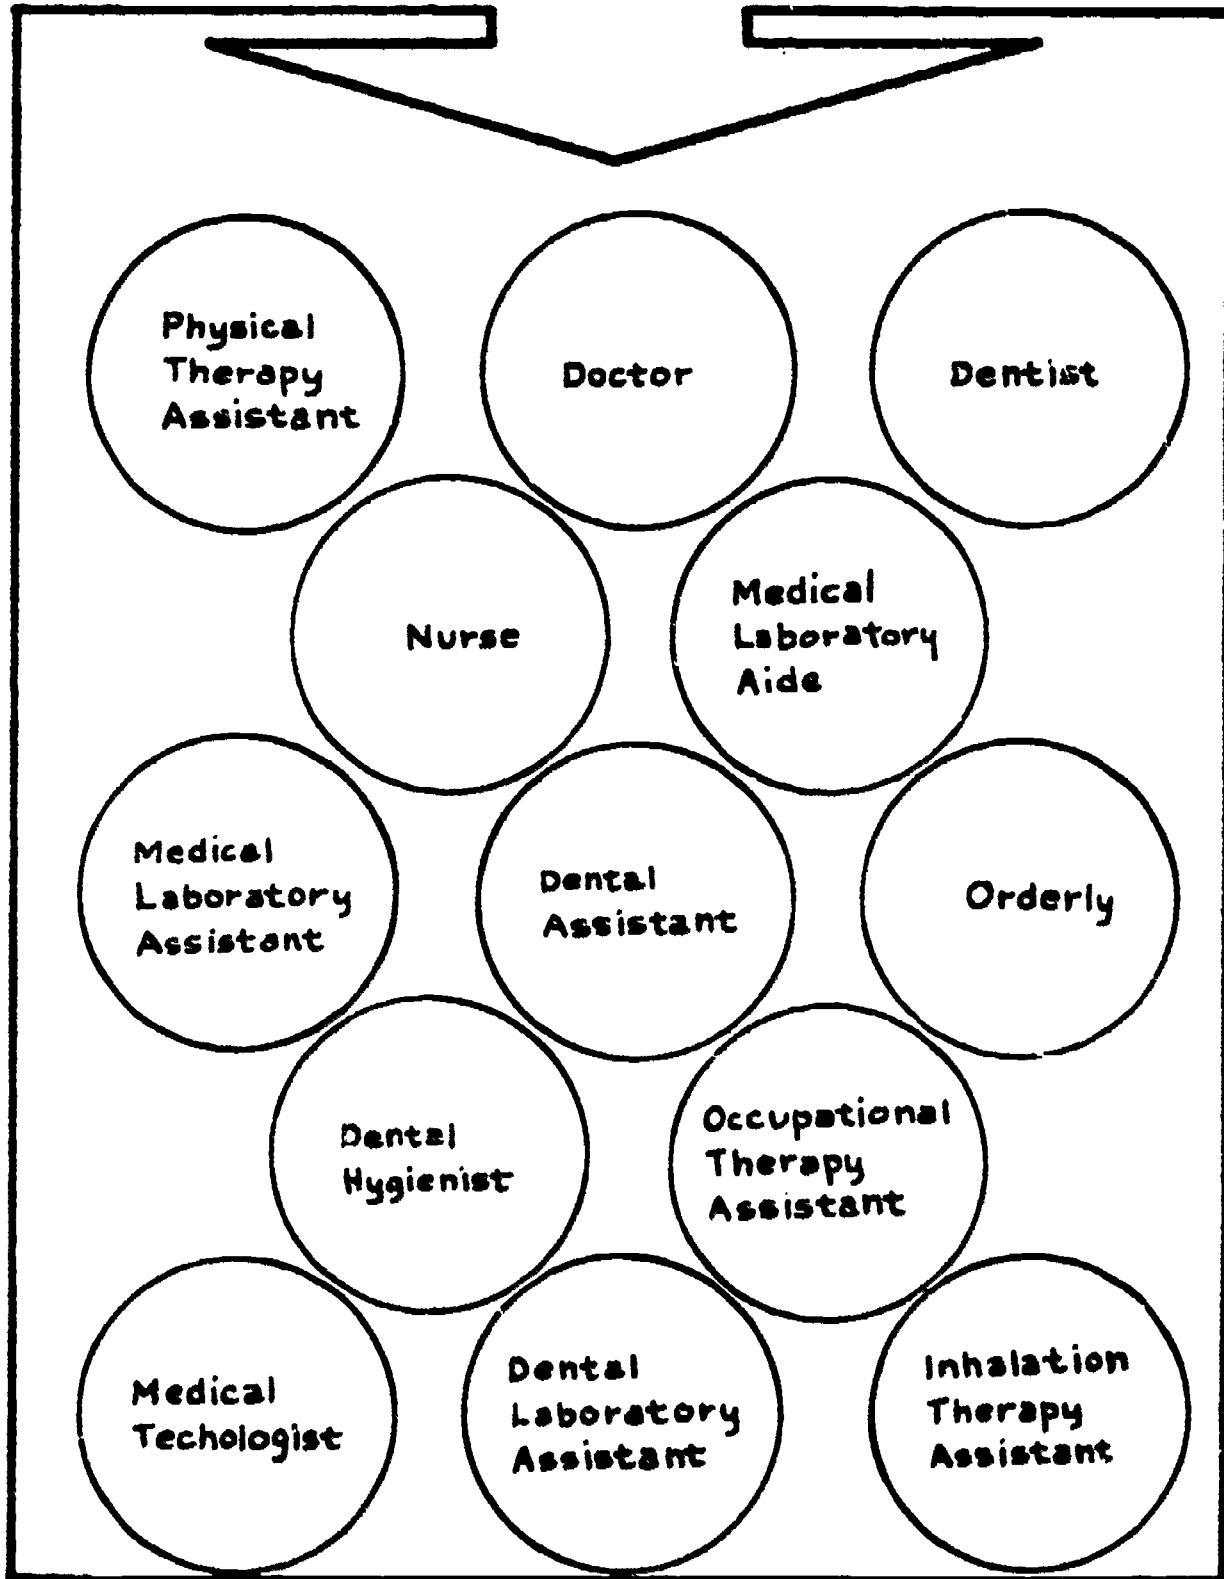 Physical
Therapy
Assistant
Doctor
Dentist
Nurse
Medical
Laboratory
Aide
Medical
Laboratory
Assistant
Dental
Assistant
Orderly
Dental
Hygienist
Occupational
Therapy
Assistant
Medical
Techologist
Dental
Laboratory
Assistant
Inhalation
Therapy
Assistant